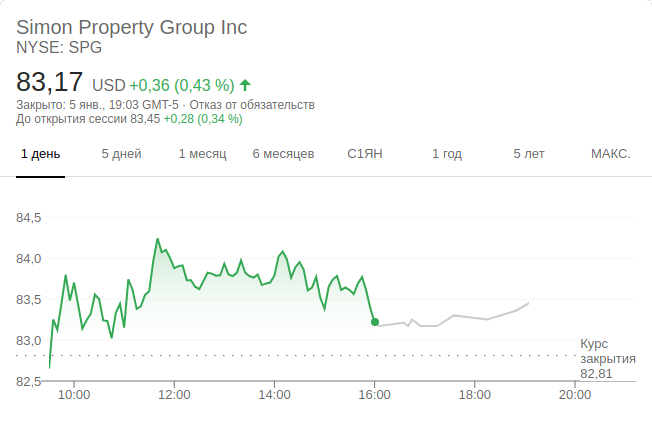 Simon Property Group Inc
NYSE: SPG
83,17 USD +0,36 (0,43 %)
Закрыто: 5 янв., 19:03 GMT-5 · Отказ от обязательств
До открытия сессии 83,45 +0,28 (0,34 %)
1 день 5 дней 1 месяц 6 месяцев С1ЯН 1 год 5 лет МАКС.
84,5
84,0
83,5
83,0
Курс
закрытия
82,81
82,5
10:00 12:00 14:00 16:00 18:00 20:00